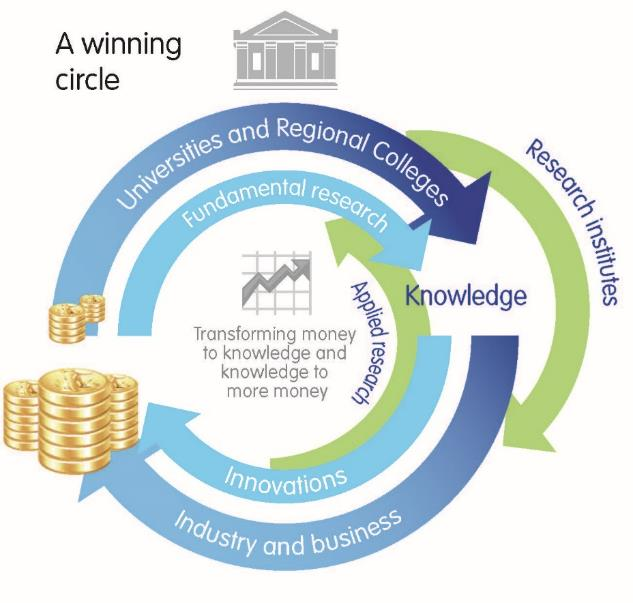 A winning
circle
Universities and Regional Colleges
Research institutes
Fundamental research
Knowledge
Applied research
Transforming money
to knowledge and
knowledge to
more money
Innovations
Industry and business